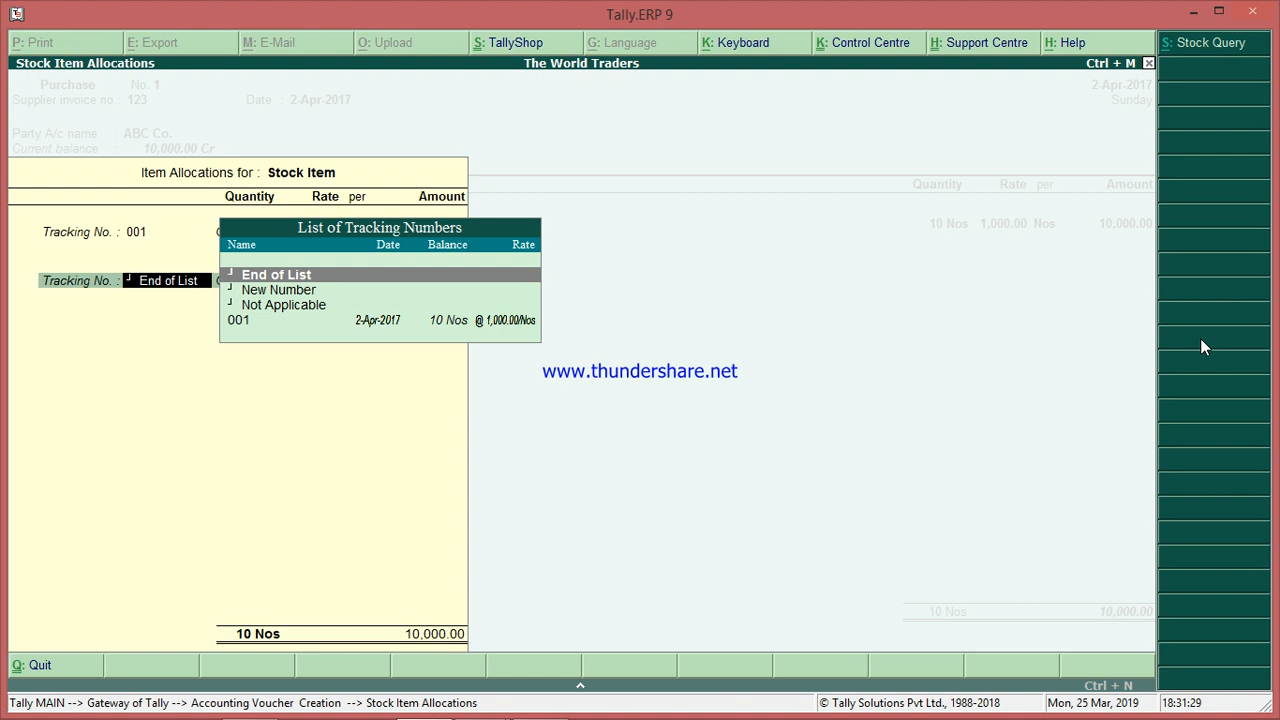 Tally.ERP 9
P: Print E: Export M: E-Mail O: Upload S: TallyShop G: Language K: Keyboard K: Control Centre H: Support Centre H: Help S: Stock Query
Stock Item Allocations The World Traders Ctrl + M
Purchase No. 1 2-Apr-2017
Supplier invoice no.: 123 Date : 2-Apr-2017 Sunday
Party A/c name : ABC Co.
Current balance : 10,000.00 Cr
Item Allocations for : Stock Item
Quantity Rate per Amount
Quantity Rate per Amount
10 Nos 1,000.00 Nos 10,000.00
Tracking No. : 001
List of Tracking Numbers
Name Date Balance Rate
Tracking No. : End of List
End of List
New Number
Not Applicable
001 2-Apr-2017 10 Nos @ 1,000.00/Nos
www.thundershare.net
10 Nos 10,000.00
10 Nos 10,000.00
Q: Quit
Ctrl + N
Tally MAIN --> Gateway of Tally --> Accounting Voucher Creation --> Stock Item Allocations © Tally Solutions Pvt Ltd., 1988-2018 Mon, 25 Mar, 2019 18:31:29